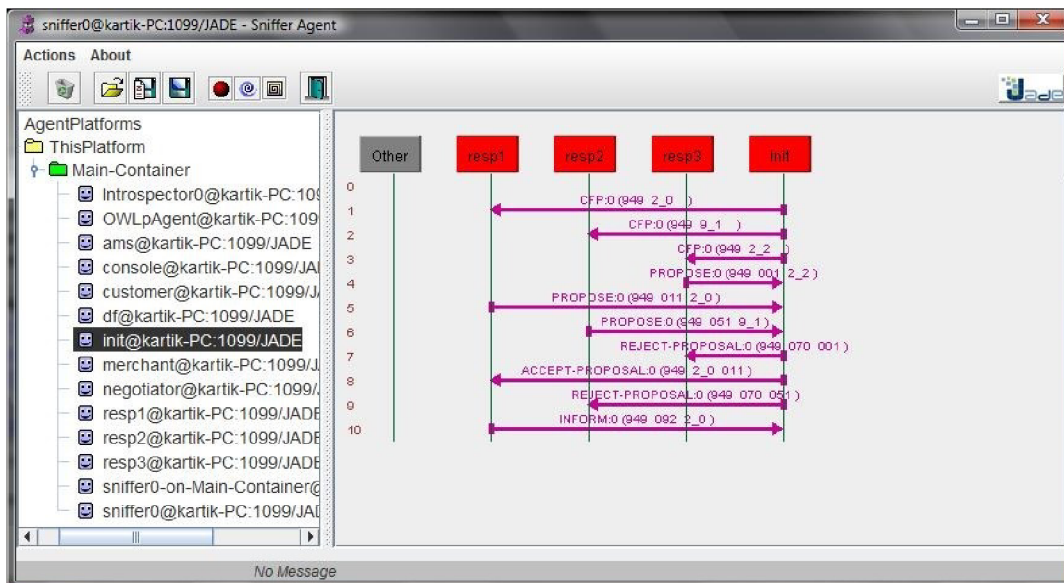 sniffer0@kartik-PC:1099/JADE - Sniffer Agent
Actions About
Jade
AgentPlatforms
ThisPlatform
Main-Container
Introspector0@kartik-PC:109
OWLpAgent@kartik-PC:109
ams@kartik-PC:1099/JADE
console@kartik-PC:1099/JA
customer@kartik-PC:1099/J
df@kartik-PC:1099/JADE
init@kartik-PC:1099/JADE
merchant@kartik-PC:1099/J
negotiator@kartik-PC:1099/
resp1@kartik-PC:1099/JADE
resp2@kartik-PC:1099/JADE
resp3@kartik-PC:1099/JADE
sniffer0-on-Main-Container@
sniffer0@kartik-PC:1099/JA
Other resp1 resp2 resp3 init
0
CFP:0 (949 2_0 )
1
CFP:0 (949 9_1 )
2
CFP:0 (949 2_2 )
3
PROPOSE:0 (949 001 2_2)
4
PROPOSE:0 (949 011 2_0)
5
PROPOSE:0 (949 051 9_1)
6
REJECT-PROPOSAL:0 (949 070 001)
7
ACCEPT-PROPOSAL:0 (949 2_0 011)
8
REJECT-PROPOSAL:0 (949 070 051)
9
INFORM:0 (949 092 2_0)
10
No Message